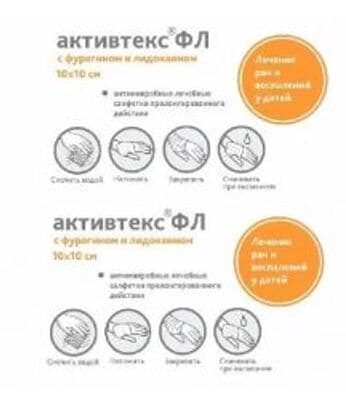 активтекс®ФЛ
с фурагином и лидокаином
10x10 см
антимикробные лечебные
салфетки пролонгированного
действия
Лечение
ран и
воспалений
у детей
Смочить водой
Наложить
Закрепить
Смачивать
при высыхании
активтекс®ФЛ
с фурагином и лидокаином
10x10 см
антимикробные лечебные
салфетки пролонгированного
действия
Лечение
ран и
воспалений
у детей
Смочить водой
Наложить
Закрепить
Смачивать
при высыхании